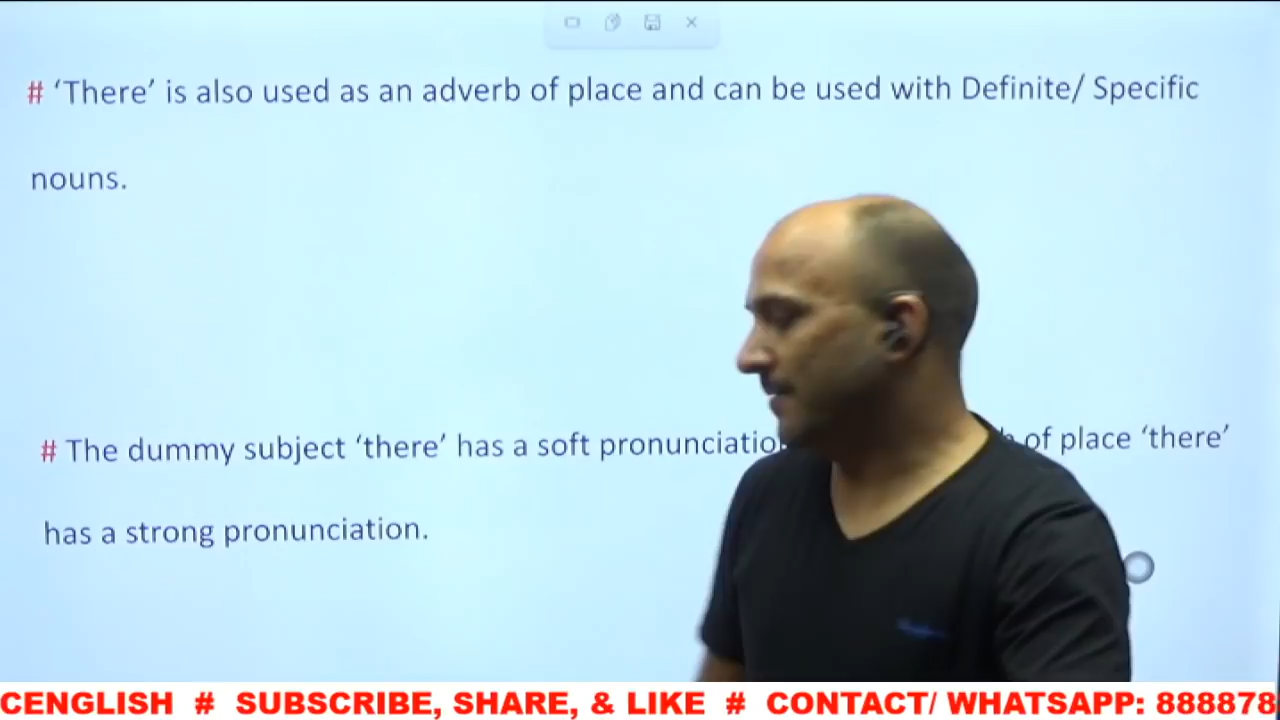 # ‘There’ is also used as an adverb of place and can be used with Definite/ Specific
nouns.
# The dummy subject ‘there’ has a soft pronunciation of place ‘there’
has a strong pronunciation.
CENGLISH # SUBSCRIBE, SHARE, & LIKE # CONTACT/ WHATSAPP: 888878